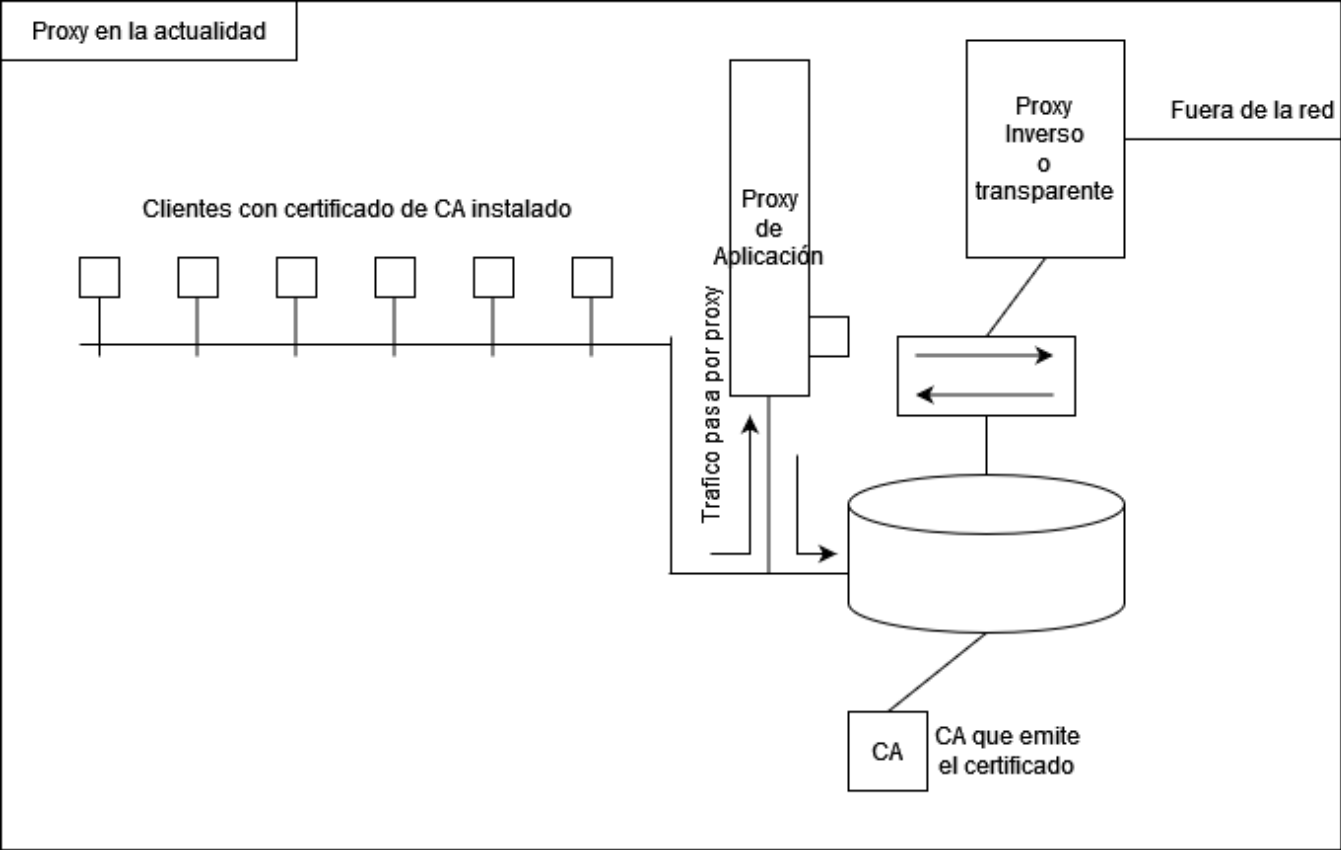 Proxy en la actualidad
Proxy
Inverso
o
transparente
Fuera de la red
Clientes con certificado de CA instalado
Proxy
de
Aplicación
Trafico pasa por proxy
CA
CA que emite
el certificado